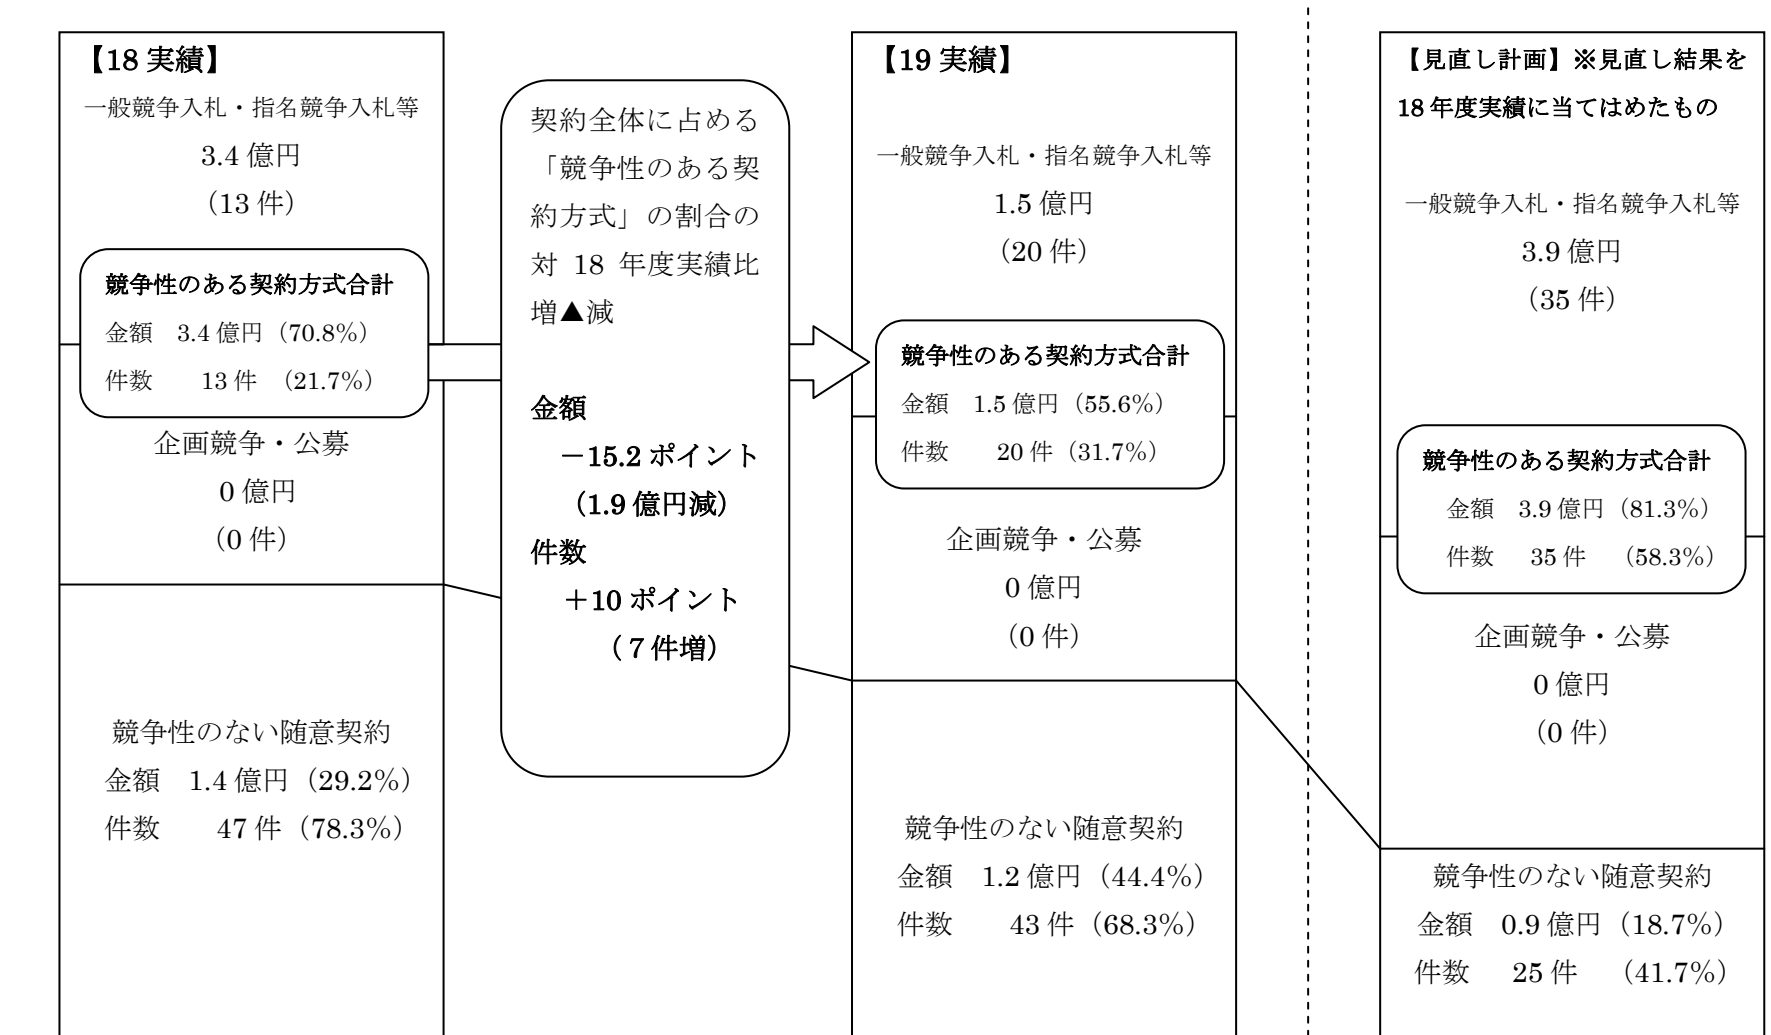 【18 実績】
一般競争入札・指名競争入札等
3.4 億円
（13 件）
競争性のある契約方式合計
金額　3.4 億円（70.8%）
件数　　13 件　（21.7%）
企画競争・公募
0 億円
（0 件）
競争性のない随意契約
金額　1.4 億円（29.2%）
件数　　47 件（78.3%）
契約全体に占める
「競争性のある契
約方式」の割合の
対 18 年度実績比
増▲減
金額
－15.2 ポイント
（1.9 億円減）
件数
＋10 ポイント
（７件増）
【19 実績】
一般競争入札・指名競争入札等
1.5 億円
（20 件）
競争性のある契約方式合計
金額　1.5 億円（55.6%）
件数　　20 件（31.7%）
企画競争・公募
0 億円
（0 件）
競争性のない随意契約
金額　1.2 億円（44.4%）
件数　　43 件（68.3%）
【見直し計画】※見直し結果を
18 年度実績に当てはめたもの
一般競争入札・指名競争入札等
3.9 億円
（35 件）
競争性のある契約方式合計
金額　3.9 億円（81.3%）
件数　35 件　（58.3%）
企画競争・公募
0 億円
（0 件）
競争性のない随意契約
金額　0.9 億円（18.7%）
件数　25 件　（41.7%）